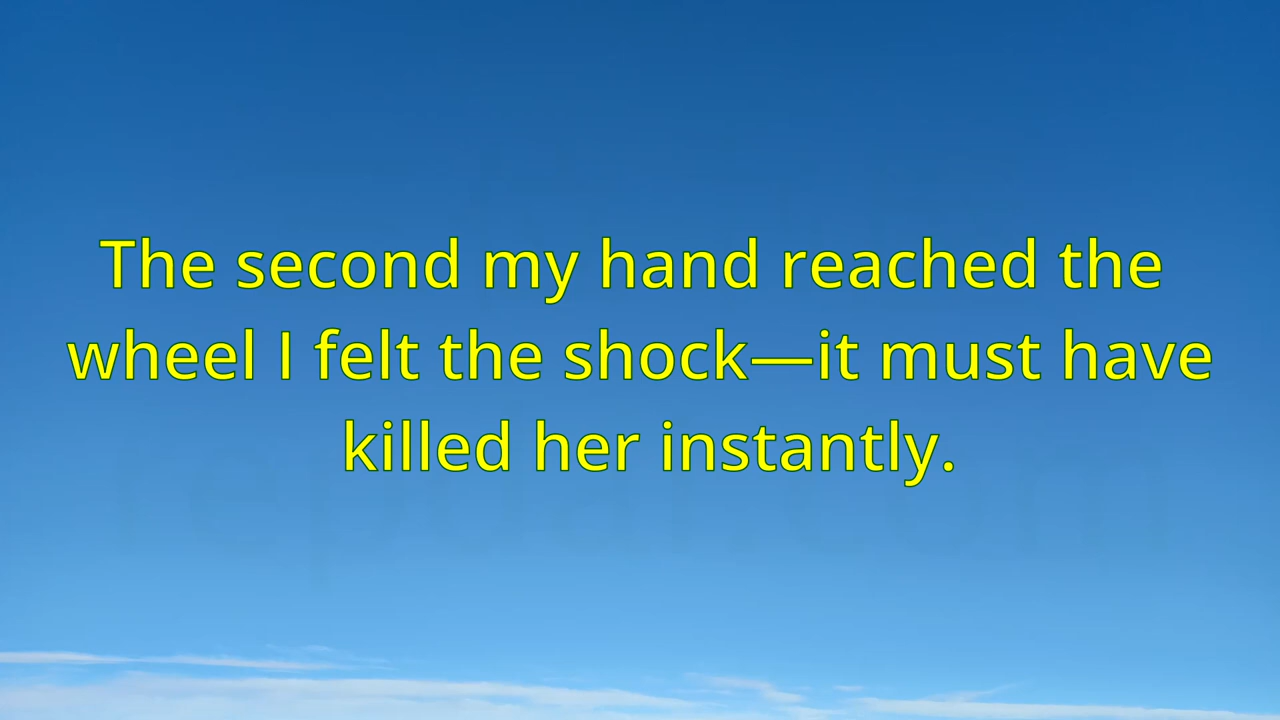 The second my hand reached the
wheel I felt the shock—it must have
killed her instantly.